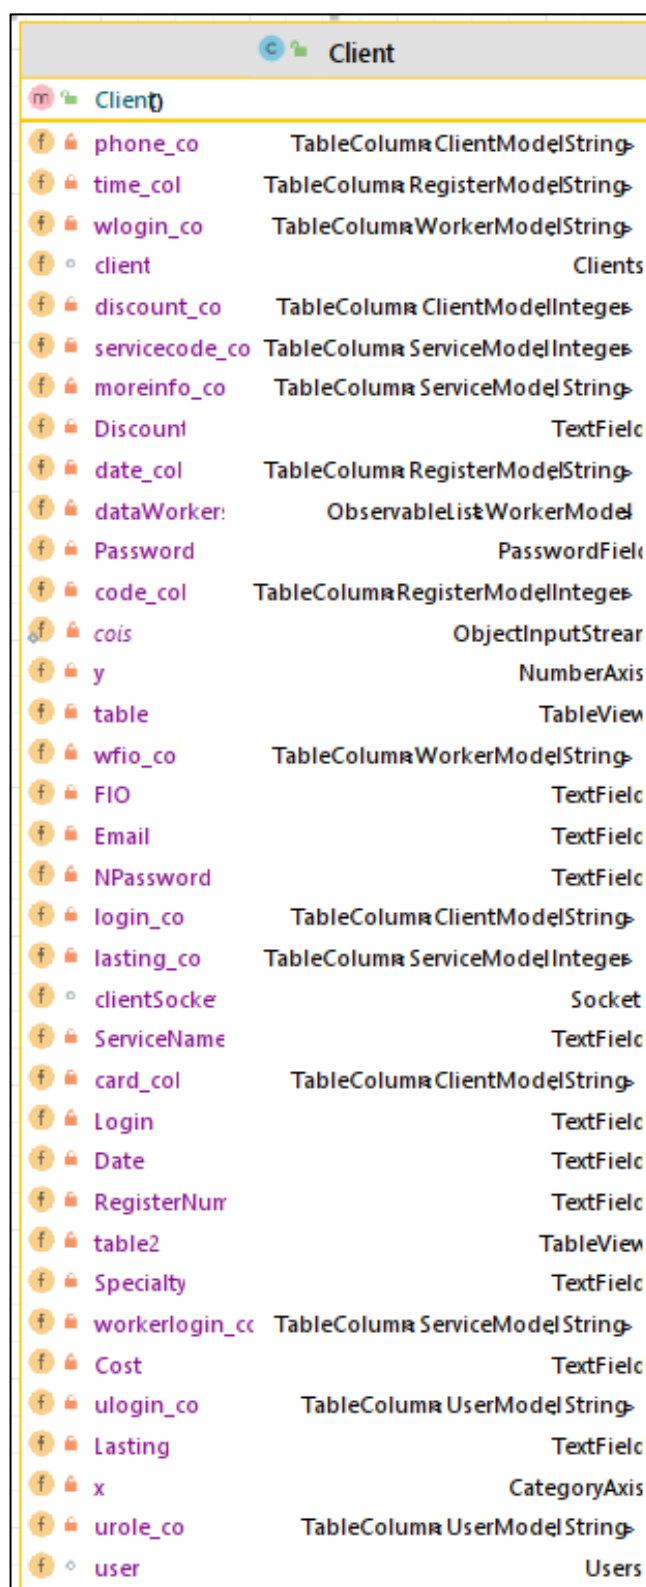 Client
Client()
phone_co TableColumn<ClientModel,String>
time_col TableColumn<RegisterModel,String>
wlogin_co TableColumn<WorkerModel,String>
client Clients
discount_co TableColumn<ClientModel,Integer>
servicecode_co TableColumn<ServiceModel,Integer>
moreinfo_co TableColumn<ServiceModel,String>
Discount TextField
date_col TableColumn<RegisterModel,String>
dataWorkers ObservableList<WorkerModel>
Password PasswordField
code_col TableColumn<RegisterModel,Integer>
cois ObjectInputStream
y NumberAxis
table TableView
wfio_co TableColumn<WorkerModel,String>
FIO TextField
Email TextField
NPassword TextField
login_co TableColumn<ClientModel,String>
lasting_co TableColumn<ServiceModel,Integer>
clientSocket Socket
ServiceName TextField
card_col TableColumn<ClientModel,String>
Login TextField
Date TextField
RegisterNum TextField
table2 TableView
Specialty TextField
workerlogin_co TableColumn<ServiceModel,String>
Cost TextField
ulogin_co TableColumn<UserModel,String>
Lasting TextField
x CategoryAxis
urole_co TableColumn<UserModel,String>
user Users